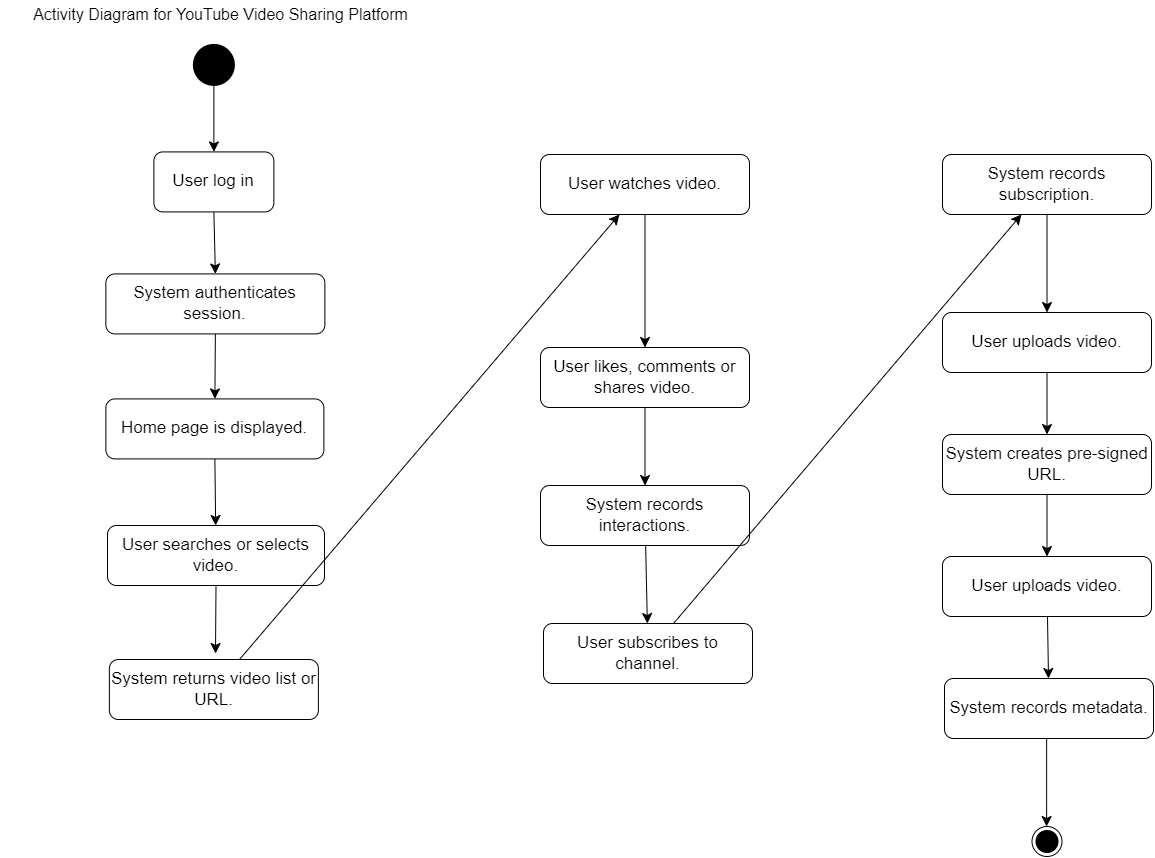 Activity Diagram for YouTube Video Sharing Platform
User log in
System authenticates
session.
Home page is displayed.
User searches or selects
video.
System returns video list or
URL.
User watches video.
User likes, comments or
shares video.
System records
interactions.
User subscribes to
channel.
System records
subscription.
User uploads video.
System creates pre-signed
URL.
User uploads video.
System records metadata.